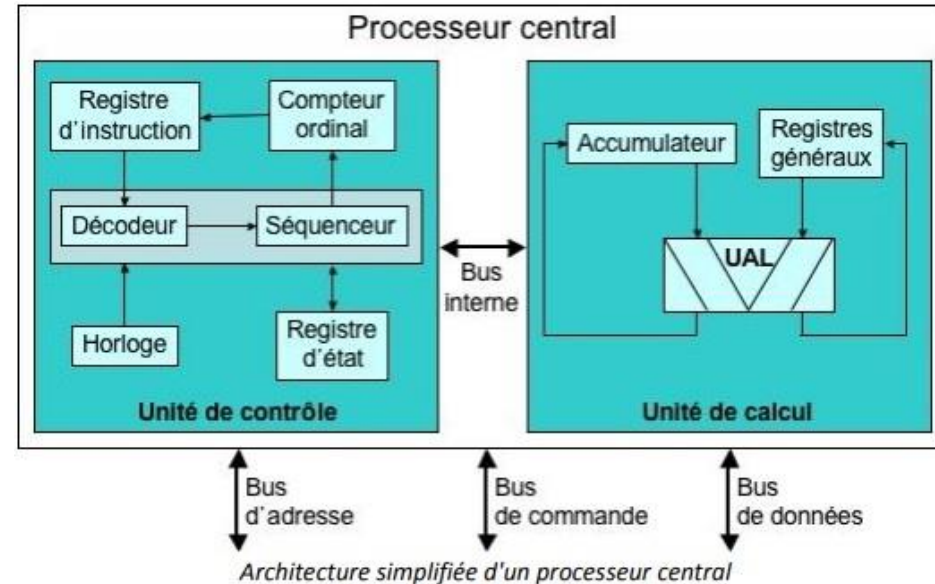 Processeur central
Registre
d'instruction
Compteur
ordinal
Décodeur
Séquenceur
Horloge
Registre
d'état
Unité de contrôle
Bus
interne
Accumulateur
Registres
généraux
UAL
Unité de calcul
Bus
d'adresse
Bus
de commande
Bus
de données
Architecture simplifiée d'un processeur central